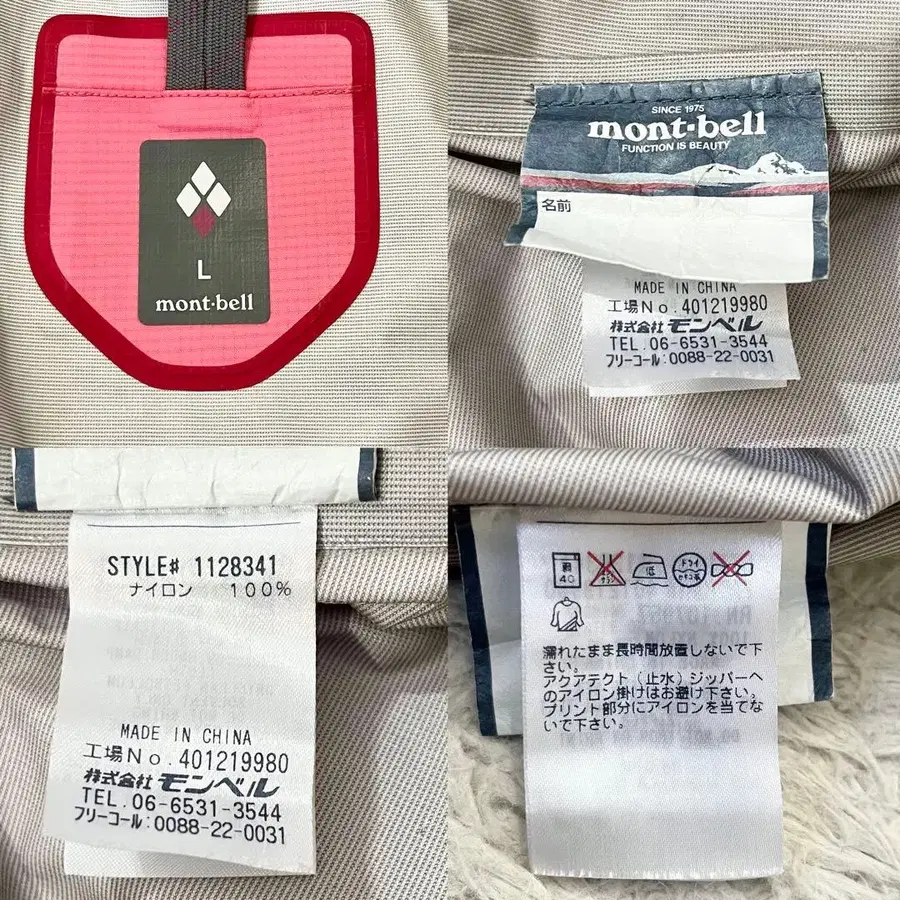 L
mont-bell
SINCE 1975
mont-bell
FUNCTION IS BEAUTY
名前
MADE IN CHINA
工場No.401219980
株式会社モンベル
TEL.06-6531-3544
フリーコール:0088-22-0031
STYLE# 1128341
ナイロン 100%
MADE IN CHINA
工場No.401219980
株式会社モンベル
TEL.06-6531-3544
フリーコール:0088-22-0031
40
低
ドライ
濡れたまま長時間放置しないで下
さい。
アクアテクト(止水)ジッパーへ
のアイロン掛けはお避け下さい。
プリント部分にアイロンを当てな
いで下さい。